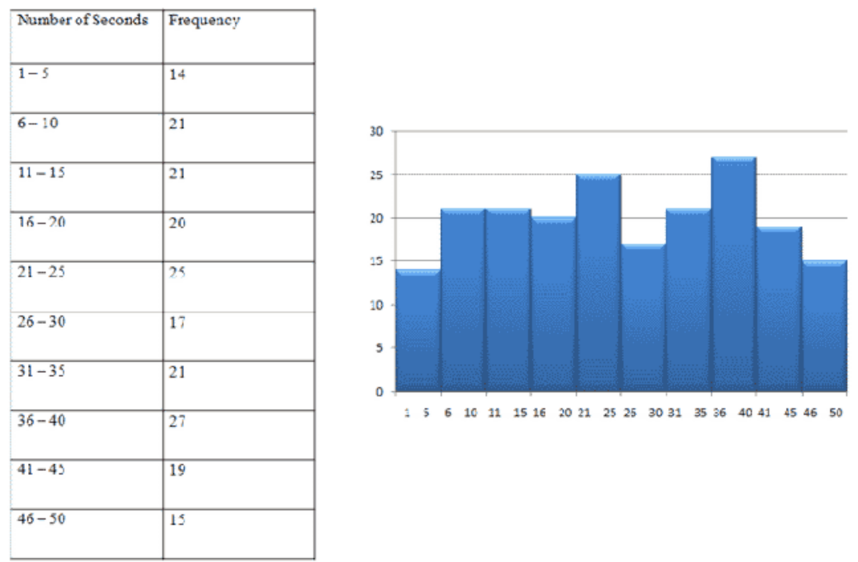 Number of Seconds Frequency
1 – 5 14
6 – 10 21
11 – 15 21
16 – 20 20
21 – 25 25
26 – 30 17
31 – 35 21
36 – 40 27
41 – 45 19
46 – 50 15
30
25
20
15
10
5
0
1 5 6 10 11 15 16 20 21 25 26 30 31 35 36 40 41 45 46 50